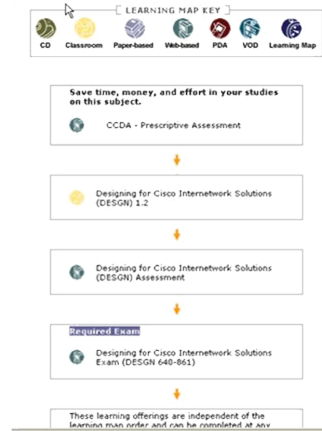 LEARNING MAP KEY
CD Classroom Paper-based Web-based PDA VOD Learning Map
Save time, money, and effort in your studies
on this subject.
CCDA - Prescriptive Assessment
Designing for Cisco Internetwork Solutions
(DESGN) 1.2
Designing for Cisco Internetwork Solutions
(DESGN) Assessment
Required Exam
Designing for Cisco Internetwork Solutions
Exam (DESGN 640-861)
These learning offerings are independent of the
learning map order and can be completed at any